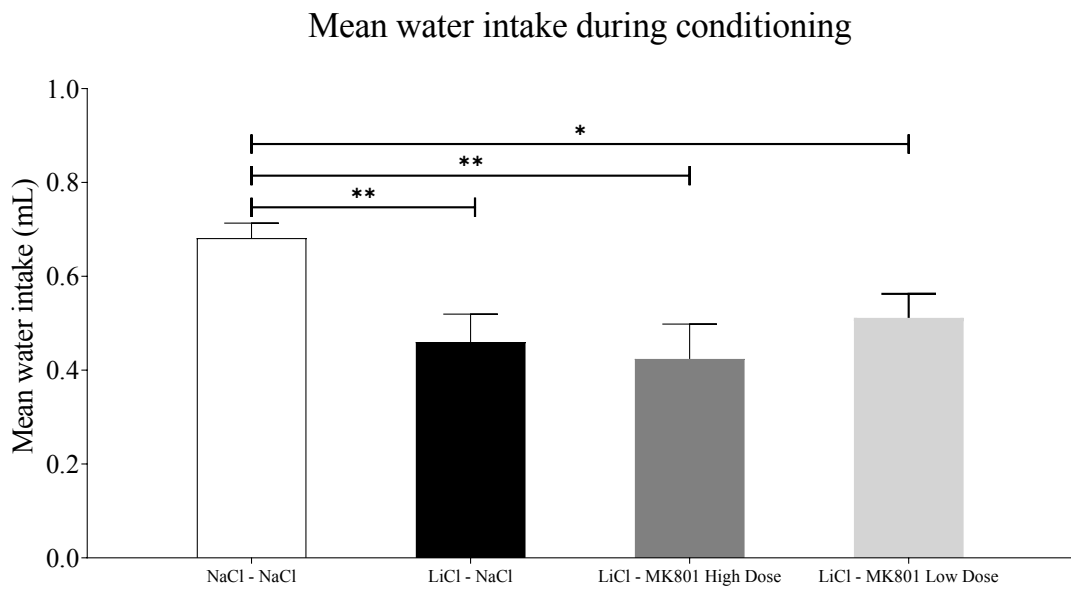 Mean water intake during conditioning
Mean water intake (mL)
1.0
0.8
0.6
0.4
0.2
0.0
*
**
**
NaCl - NaCl
LiCl - NaCl
LiCl - MK801 High Dose
LiCl - MK801 Low Dose